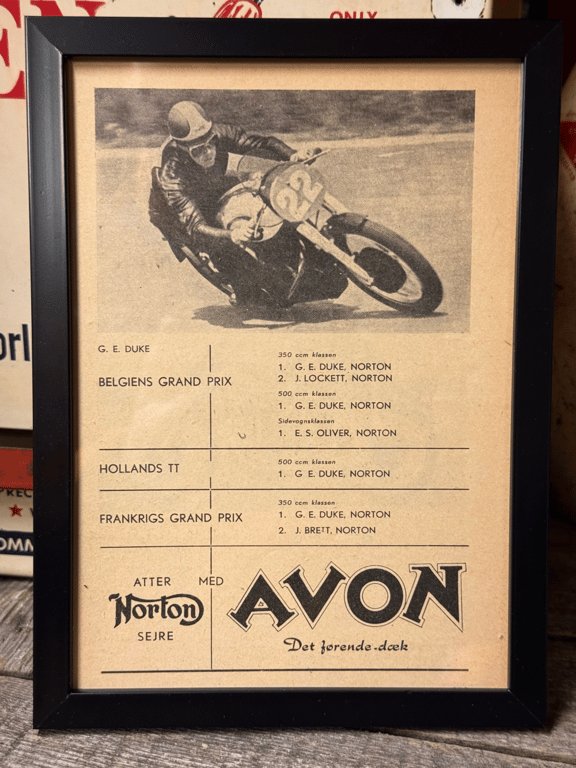 ONLY
22
G. E. DUKE
BELGIENS GRAND PRIX
350 ccm klassen
1. G. E. DUKE, NORTON
2. J. LOCKETT, NORTON
500 ccm klassen
1. G. E. DUKE, NORTON
Sidevognsklassen
1. E. S. OLIVER, NORTON
HOLLANDS TT
500 ccm klassen
1. G. E. DUKE, NORTON
FRANKRIGS GRAND PRIX
350 ccm klassen
1. G. E. DUKE, NORTON
2. J. BRETT, NORTON
ATTER MED
Norton
SEJRE
AVON
Det førende-dæk